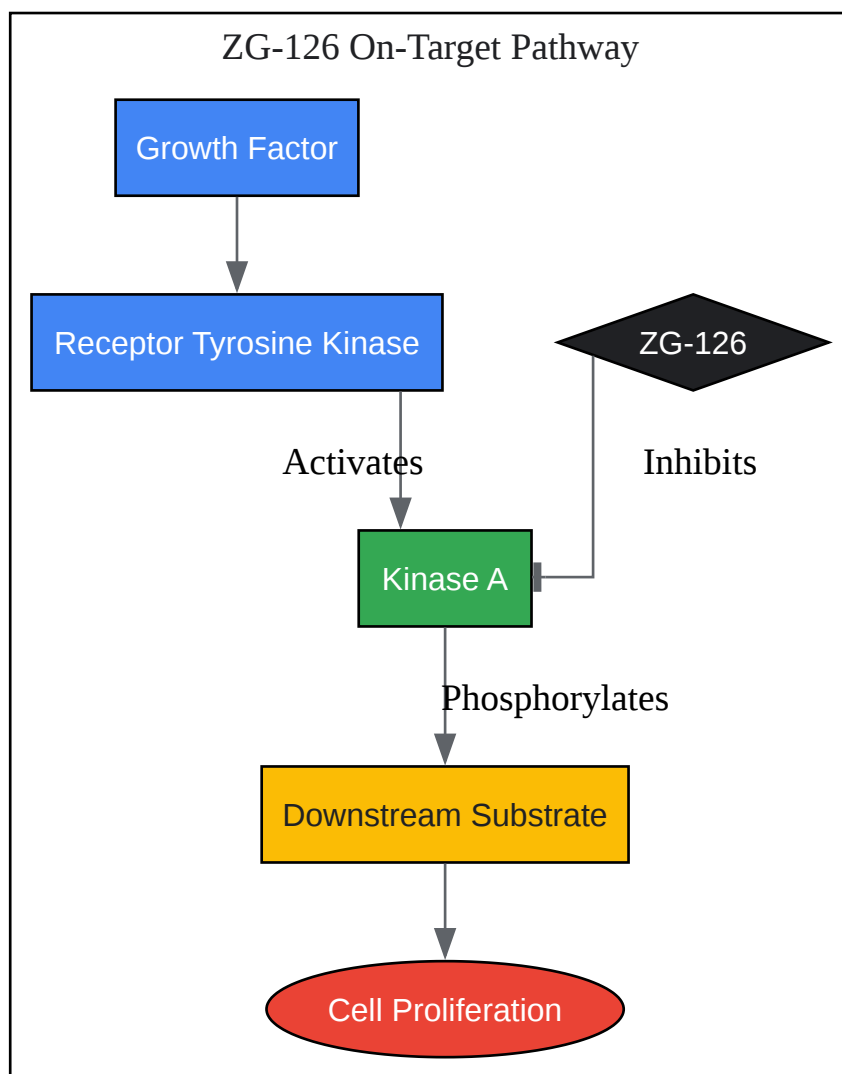 ZG-126 On-Target Pathway
Growth Factor
Receptor Tyrosine Kinase
ZG-126
Activates
Inhibits
Kinase A
Phosphorylates
Downstream Substrate
Cell Proliferation